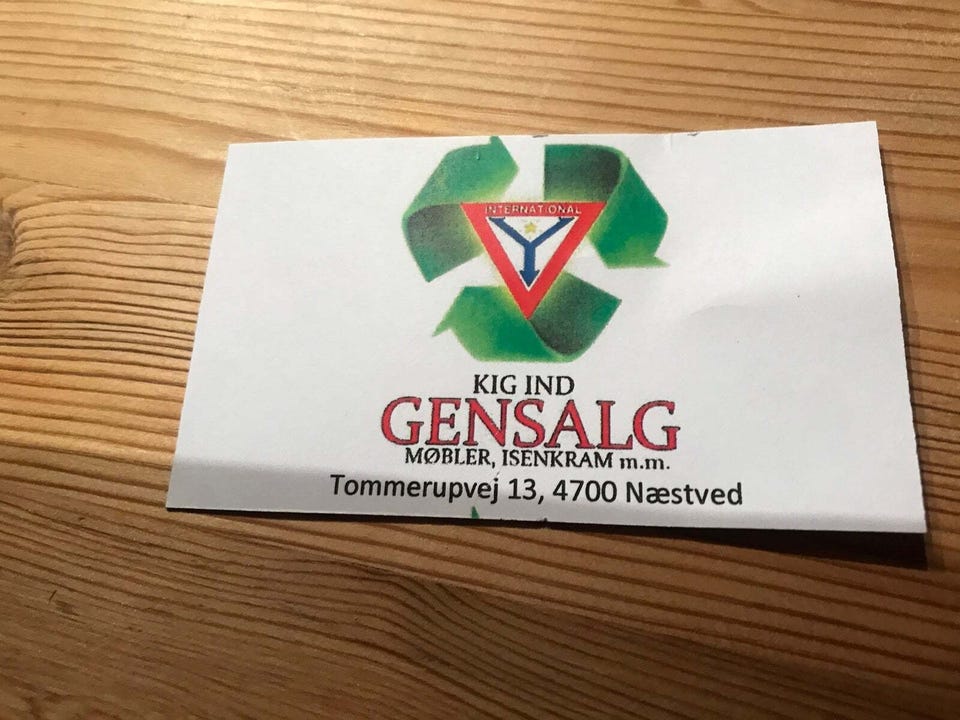 INTERNATIONAL
KIG IND
GENSALG
MØBLER, ISENKRAM m.m.
Tommerupvej 13, 4700 Næstved